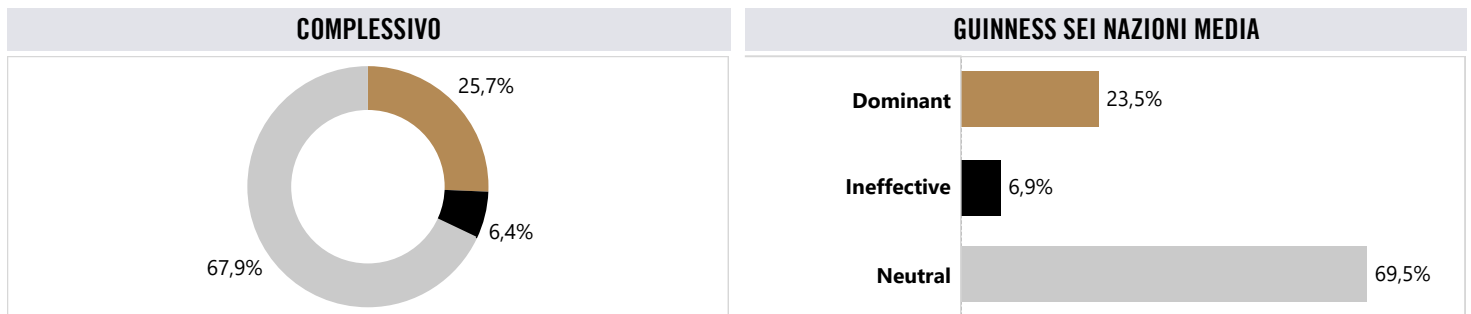 COMPLESSIVO
25,7%
6,4%
67,9%
GUINNESS SEI NAZIONI MEDIA
Dominant 23,5%
Ineffective 6,9%
Neutral 69,5%